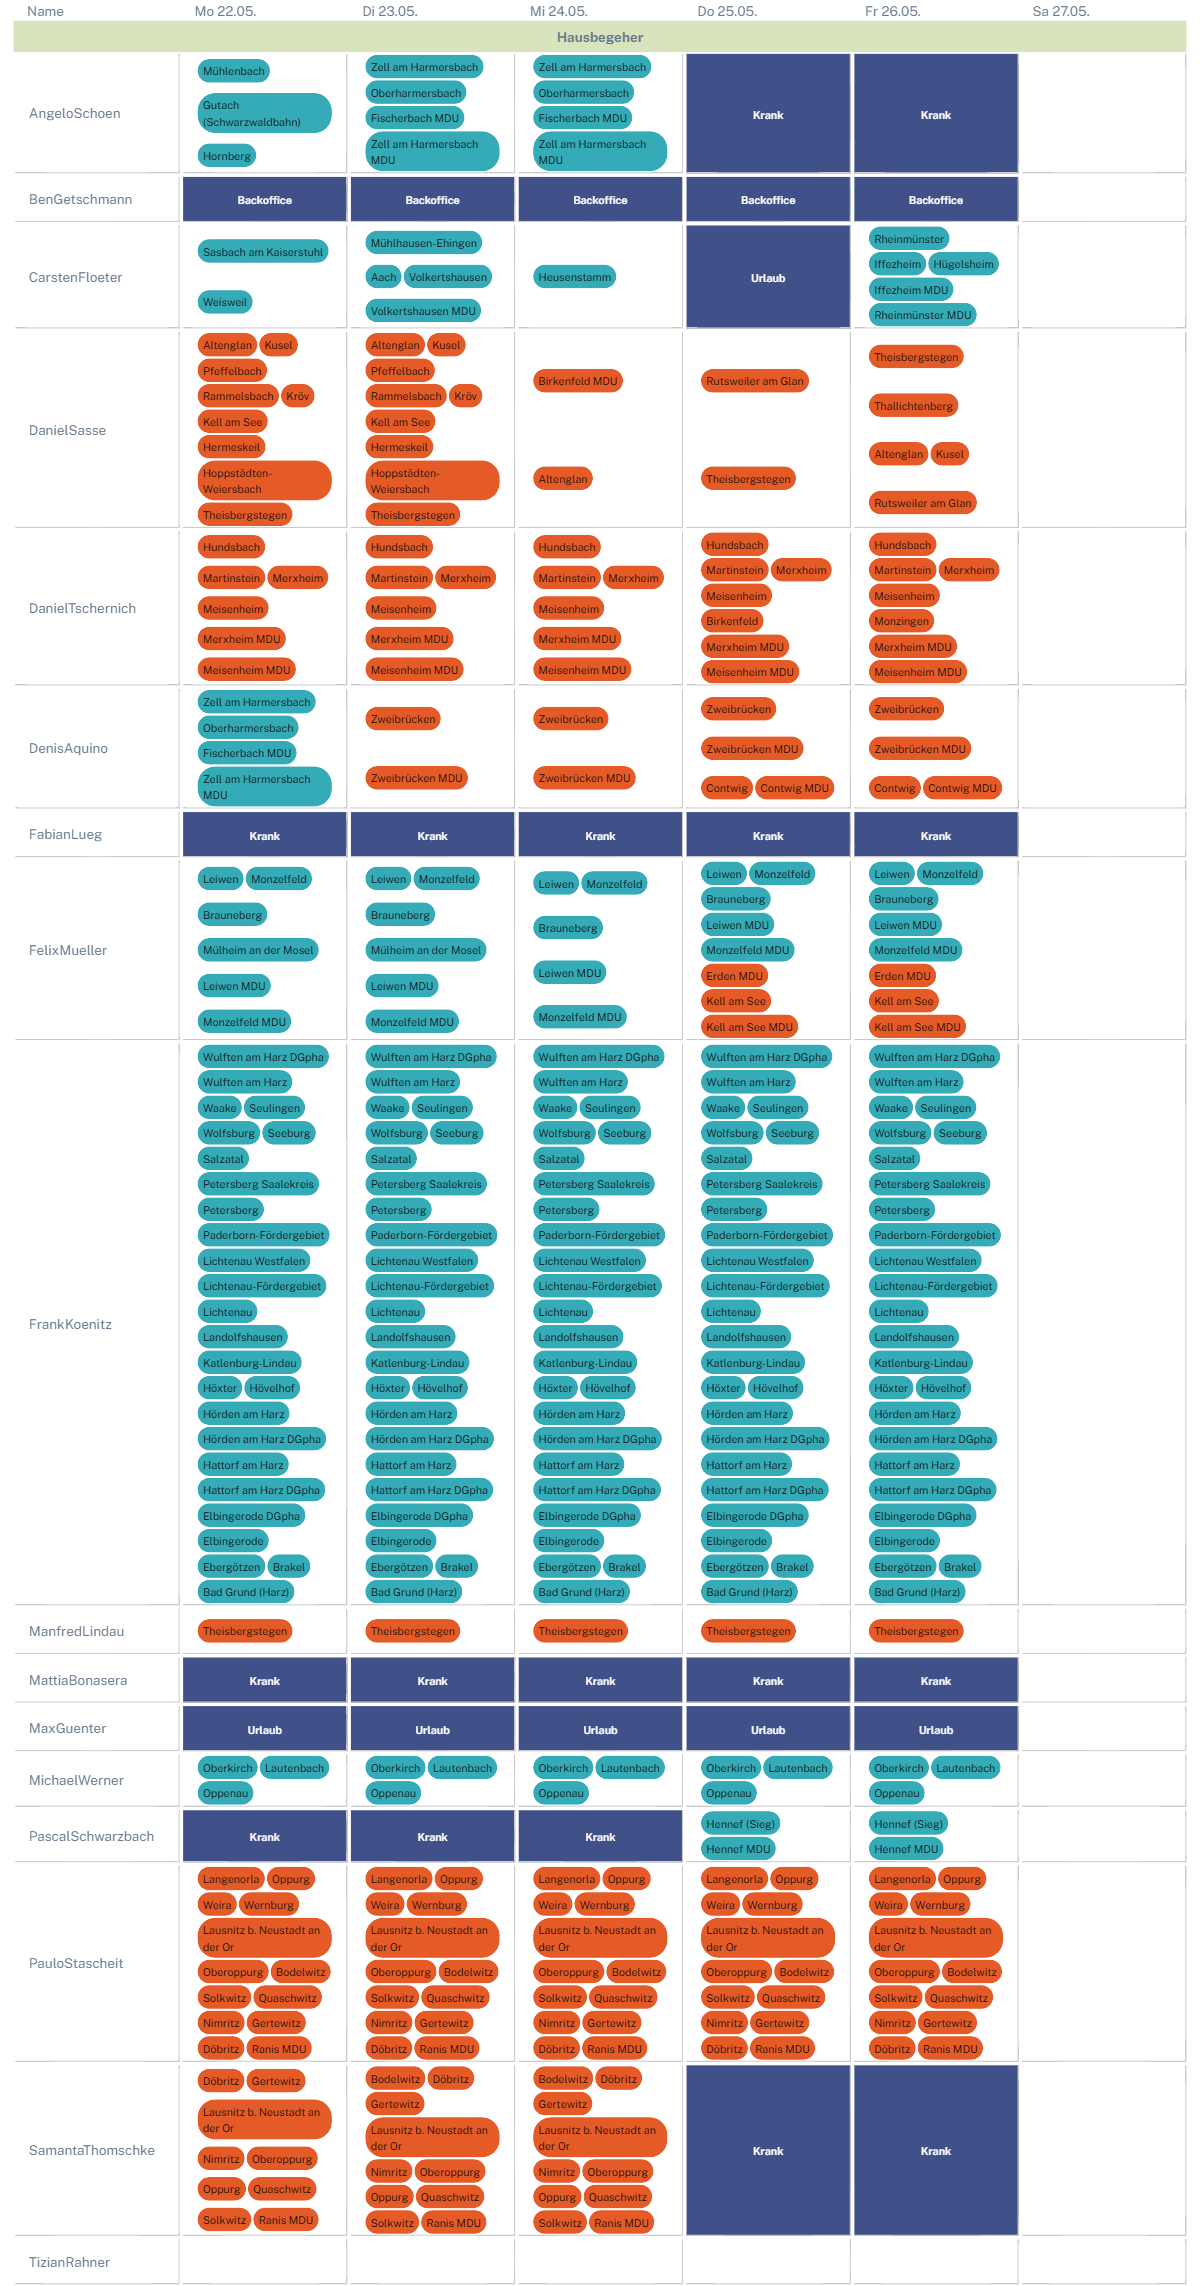 Name Mo 22.05. Di 23.05. Mi 24.05. Do 25.05. Fr 26.05. Sa 27.05.
Hausbegeher
AngeloSchoen
Mühlenbach
Gutach
(Schwarzwaldbahn)
Hornberg
Zell am Harmersbach
Oberharmersbach
Fischerbach MDU
Zell am Harmersbach
MDU
Zell am Harmersbach
Oberharmersbach
Fischerbach MDU
Zell am Harmersbach
MDU
Krank
Krank
BenGetschmann
Backoffice
Backoffice
Backoffice
Backoffice
Backoffice
CarstenFloeter
Sasbach am Kaiserstuhl
Weisweil
Mühlhausen-Ehingen
Aach Volkertshausen
Volkertshausen MDU
Heusenstamm
Urlaub
Rheinmünster
Iffezheim Hügelsheim
Iffezheim MDU
Rheinmünster MDU
DanielSasse
Altenglan Kusel
Pfeffelbach
Rammelsbach Kröv
Kell am See
Hermeskeil
Hoppstädten-
Weiersbach
Theisbergstegen
Altenglan Kusel
Pfeffelbach
Rammelsbach Kröv
Kell am See
Hermeskeil
Hoppstädten-
Weiersbach
Theisbergstegen
Birkenfeld MDU
Altenglan
Rutsweiler am Glan
Theisbergstegen
Theisbergstegen
Thallichtenberg
Altenglan Kusel
Rutsweiler am Glan
DanielTschernich
Hundsbach
Martinstein Merxheim
Meisenheim
Merxheim MDU
Meisenheim MDU
Hundsbach
Martinstein Merxheim
Meisenheim
Merxheim MDU
Meisenheim MDU
Hundsbach
Martinstein Merxheim
Meisenheim
Merxheim MDU
Meisenheim MDU
Hundsbach
Martinstein Merxheim
Meisenheim
Birkenfeld
Merxheim MDU
Meisenheim MDU
Hundsbach
Martinstein Merxheim
Meisenheim
Monzingen
Merxheim MDU
Meisenheim MDU
DenisAquino
Zell am Harmersbach
Oberharmersbach
Fischerbach MDU
Zell am Harmersbach
MDU
Zweibrücken
Zweibrücken MDU
Zweibrücken
Zweibrücken MDU
Zweibrücken
Zweibrücken MDU
Contwig Contwig MDU
Zweibrücken
Zweibrücken MDU
Contwig Contwig MDU
FabianLueg
Krank
Krank
Krank
Krank
Krank
FelixMueller
Leiwen Monzelfeld
Brauneberg
Mülheim an der Mosel
Leiwen MDU
Monzelfeld MDU
Leiwen Monzelfeld
Brauneberg
Mülheim an der Mosel
Leiwen MDU
Monzelfeld MDU
Leiwen Monzelfeld
Brauneberg
Leiwen MDU
Monzelfeld MDU
Leiwen Monzelfeld
Brauneberg
Leiwen MDU
Monzelfeld MDU
Erden MDU
Kell am See
Kell am See MDU
Leiwen Monzelfeld
Brauneberg
Leiwen MDU
Monzelfeld MDU
Erden MDU
Kell am See
Kell am See MDU
FrankKoenitz
Wulften am Harz DGpha
Wulften am Harz
Waake Seulingen
Wolfsburg Seeburg
Salzatal
Petersberg Saalekreis
Petersberg
Paderborn-Fördergebiet
Lichtenau Westfalen
Lichtenau-Fördergebiet
Lichtenau
Landolfshausen
Katlenburg-Lindau
Höxter Hövelhof
Hörden am Harz
Hörden am Harz DGpha
Hattorf am Harz
Hattorf am Harz DGpha
Elbingerode DGpha
Elbingerode
Ebergötzen Brakel
Bad Grund (Harz)
Wulften am Harz DGpha
Wulften am Harz
Waake Seulingen
Wolfsburg Seeburg
Salzatal
Petersberg Saalekreis
Petersberg
Paderborn-Fördergebiet
Lichtenau Westfalen
Lichtenau-Fördergebiet
Lichtenau
Landolfshausen
Katlenburg-Lindau
Höxter Hövelhof
Hörden am Harz
Hörden am Harz DGpha
Hattorf am Harz
Hattorf am Harz DGpha
Elbingerode DGpha
Elbingerode
Ebergötzen Brakel
Bad Grund (Harz)
Wulften am Harz DGpha
Wulften am Harz
Waake Seulingen
Wolfsburg Seeburg
Salzatal
Petersberg Saalekreis
Petersberg
Paderborn-Fördergebiet
Lichtenau Westfalen
Lichtenau-Fördergebiet
Lichtenau
Landolfshausen
Katlenburg-Lindau
Höxter Hövelhof
Hörden am Harz
Hörden am Harz DGpha
Hattorf am Harz
Hattorf am Harz DGpha
Elbingerode DGpha
Elbingerode
Ebergötzen Brakel
Bad Grund (Harz)
Wulften am Harz DGpha
Wulften am Harz
Waake Seulingen
Wolfsburg Seeburg
Salzatal
Petersberg Saalekreis
Petersberg
Paderborn-Fördergebiet
Lichtenau Westfalen
Lichtenau-Fördergebiet
Lichtenau
Landolfshausen
Katlenburg-Lindau
Höxter Hövelhof
Hörden am Harz
Hörden am Harz DGpha
Hattorf am Harz
Hattorf am Harz DGpha
Elbingerode DGpha
Elbingerode
Ebergötzen Brakel
Bad Grund (Harz)
Wulften am Harz DGpha
Wulften am Harz
Waake Seulingen
Wolfsburg Seeburg
Salzatal
Petersberg Saalekreis
Petersberg
Paderborn-Fördergebiet
Lichtenau Westfalen
Lichtenau-Fördergebiet
Lichtenau
Landolfshausen
Katlenburg-Lindau
Höxter Hövelhof
Hörden am Harz
Hörden am Harz DGpha
Hattorf am Harz
Hattorf am Harz DGpha
Elbingerode DGpha
Elbingerode
Ebergötzen Brakel
Bad Grund (Harz)
ManfredLindau
Theisbergstegen
Theisbergstegen
Theisbergstegen
Theisbergstegen
Theisbergstegen
MattiaBonasera
Krank
Krank
Krank
Krank
Krank
MaxGuenter
Urlaub
Urlaub
Urlaub
Urlaub
Urlaub
MichaelWerner
Oberkirch Lautenbach
Oppenau
Oberkirch Lautenbach
Oppenau
Oberkirch Lautenbach
Oppenau
Oberkirch Lautenbach
Oppenau
Oberkirch Lautenbach
Oppenau
PascalSchwarzbach
Krank
Krank
Krank
Hennef (Sieg)
Hennef MDU
Hennef (Sieg)
Hennef MDU
PauloStascheit
Langenorla Oppurg
Weira Wernburg
Lausnitz b. Neustadt an
der Or
Oberoppurg Bodelwitz
Solkwitz Quaschwitz
Nimritz Gertewitz
Döbritz Ranis MDU
Langenorla Oppurg
Weira Wernburg
Lausnitz b. Neustadt an
der Or
Oberoppurg Bodelwitz
Solkwitz Quaschwitz
Nimritz Gertewitz
Döbritz Ranis MDU
Langenorla Oppurg
Weira Wernburg
Lausnitz b. Neustadt an
der Or
Oberoppurg Bodelwitz
Solkwitz Quaschwitz
Nimritz Gertewitz
Döbritz Ranis MDU
Langenorla Oppurg
Weira Wernburg
Lausnitz b. Neustadt an
der Or
Oberoppurg Bodelwitz
Solkwitz Quaschwitz
Nimritz Gertewitz
Döbritz Ranis MDU
Langenorla Oppurg
Weira Wernburg
Lausnitz b. Neustadt an
der Or
Oberoppurg Bodelwitz
Solkwitz Quaschwitz
Nimritz Gertewitz
Döbritz Ranis MDU
SamantaThomschke
Döbritz Gertewitz
Lausnitz b. Neustadt an
der Or
Nimritz Oberoppurg
Oppurg Quaschwitz
Solkwitz Ranis MDU
Bodelwitz Döbritz
Gertewitz
Lausnitz b. Neustadt an
der Or
Nimritz Oberoppurg
Oppurg Quaschwitz
Solkwitz Ranis MDU
Bodelwitz Döbritz
Gertewitz
Lausnitz b. Neustadt an
der Or
Nimritz Oberoppurg
Oppurg Quaschwitz
Solkwitz Ranis MDU
Krank
Krank
TizianRahner